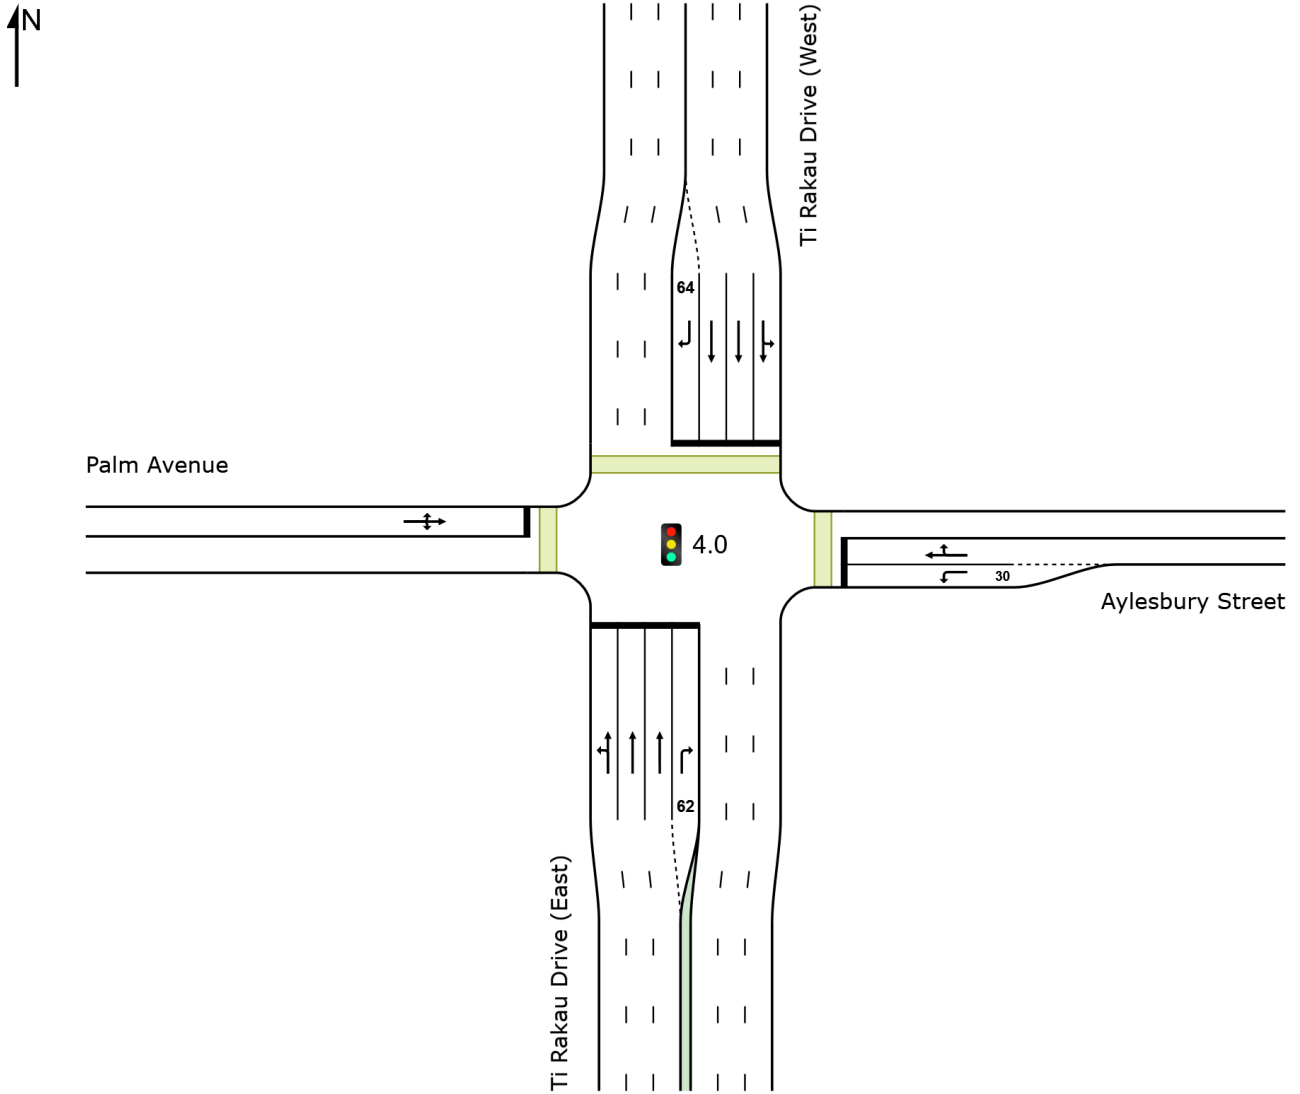 N
Ti Rakau Drive (West)
64
Palm Avenue
4.0
30
Aylesbury Street
62
Ti Rakau Drive (East)